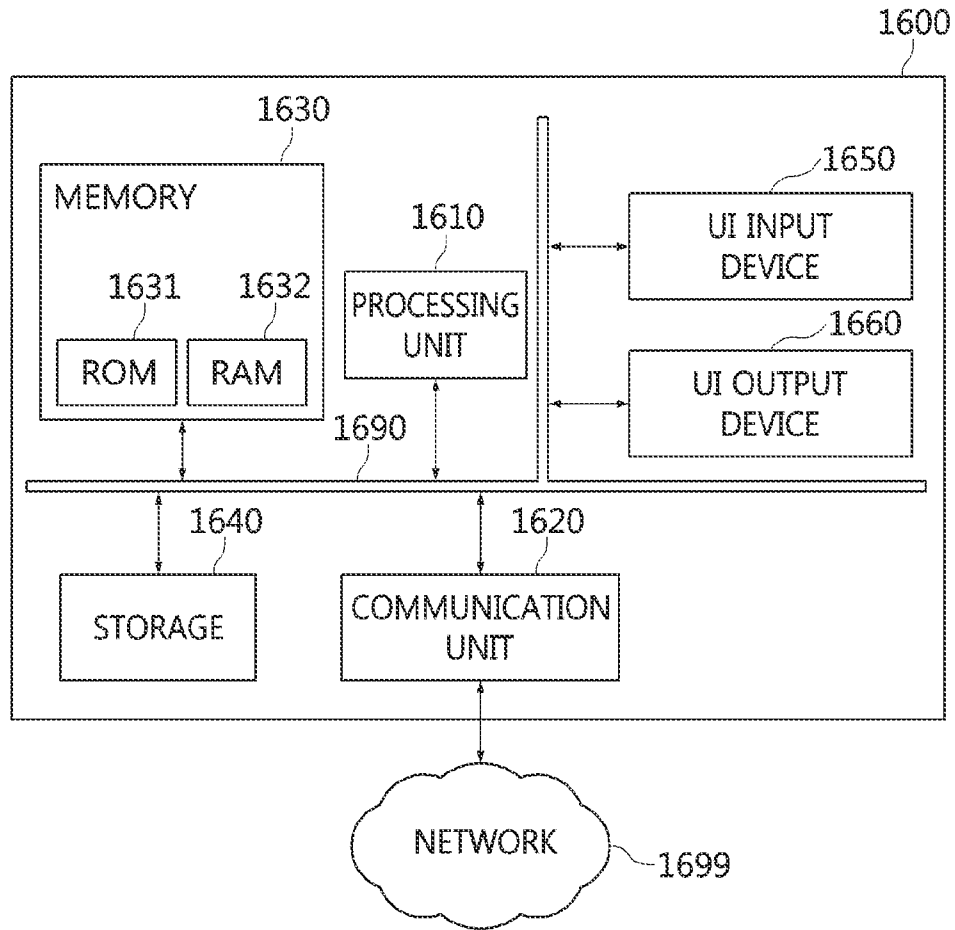 1600
1630
MEMORY
1631
1632
ROM
RAM
1610
PROCESSING
UNIT
1650
UI INPUT
DEVICE
1660
UI OUTPUT
DEVICE
1690
1640
STORAGE
1620
COMMUNICATION
UNIT
NETWORK
1699